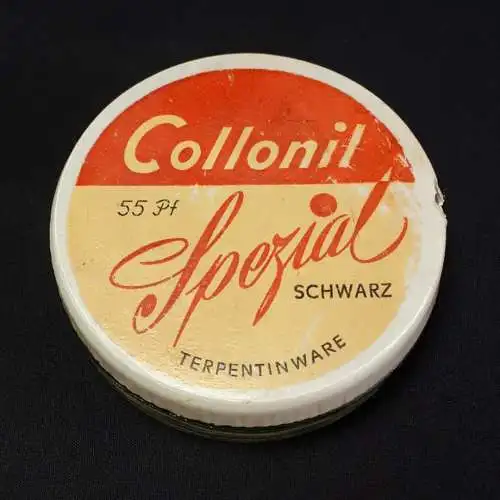 Collonil
55 Pf
Spezial
SCHWARZ
TERPENTINWARE